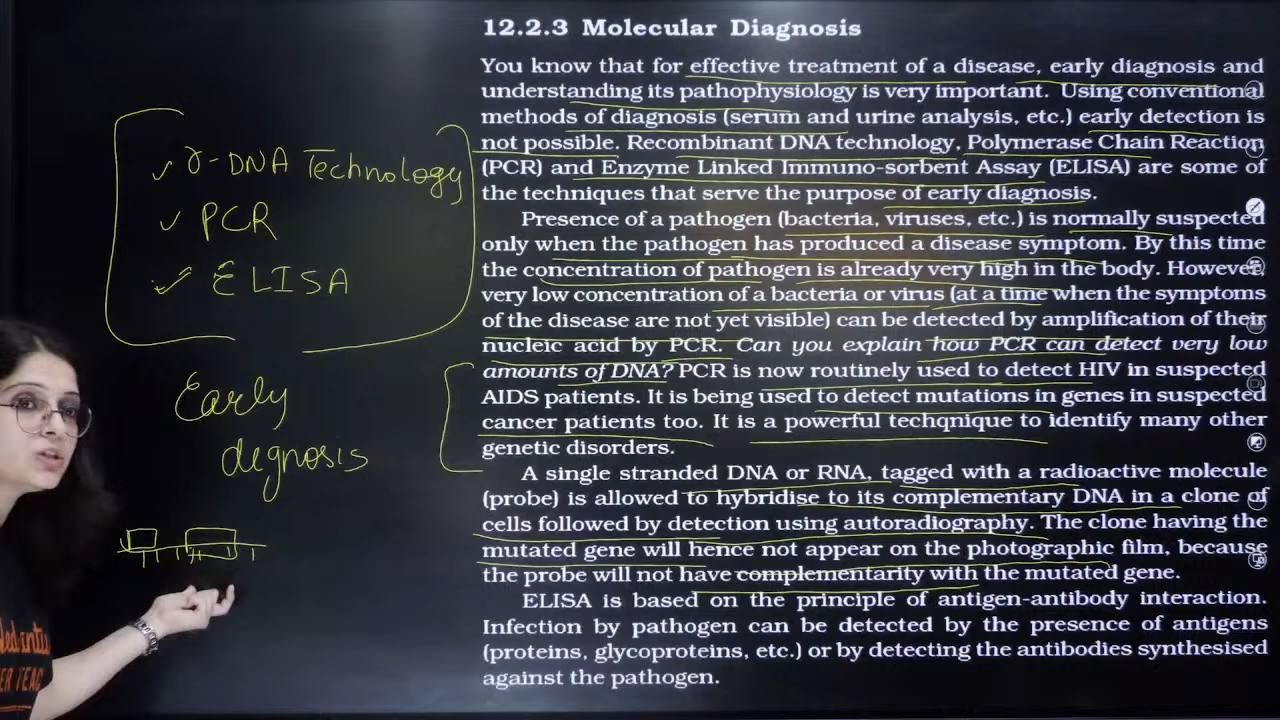 12.2.3 Molecular Diagnosis
You know that for effective treatment of a disease, early diagnosis and
understanding its pathophysiology is very important. Using conventional
methods of diagnosis (serum and urine analysis, etc.) early detection is
not possible. Recombinant DNA technology, Polymerase Chain Reaction
(PCR) and Enzyme Linked Immuno-sorbent Assay (ELISA) are some of
the techniques that serve the purpose of early diagnosis.
Presence of a pathogen (bacteria, viruses, etc.) is normally suspected
only when the pathogen has produced a disease symptom. By this time
the concentration of pathogen is already very high in the body. However,
very low concentration of a bacteria or virus (at a time when the symptoms
of the disease are not yet visible) can be detected by amplification of their
nucleic acid by PCR. Can you explain how PCR can detect very low
amounts of DNA? PCR is now routinely used to detect HIV in suspected
AIDS patients. It is being used to detect mutations in genes in suspected
cancer patients too. It is a powerful techqnique to identify many other
genetic disorders.
A single stranded DNA or RNA, tagged with a radioactive molecule
(probe) is allowed to hybridise to its complementary DNA in a clone of
cells followed by detection using autoradiography. The clone having the
mutated gene will hence not appear on the photographic film, because
the probe will not have complementarity with the mutated gene.
ELISA is based on the principle of antigen-antibody interaction.
Infection by pathogen can be detected by the presence of antigens
(proteins, glycoproteins, etc.) or by detecting the antibodies synthesised
against the pathogen.
r-DNA Technology
PCR
ELISA
Early
degnosis